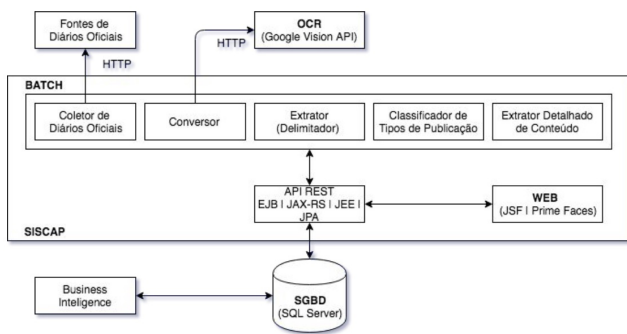 Fontes de
Diários Oficiais
OCR
(Google Vision API)
HTTP
HTTP
BATCH
Coletor de
Diários Oficiais
Conversor
Extrator
(Delimitador)
Classificador de
Tipos de Publicação
Extrator Detalhado
de Conteúdo
API REST
EJB | JAX-RS | JEE |
JPA
WEB
(JSF | Prime Faces)
SISCAP
Business
Inteligence
SGBD
(SQL Server)